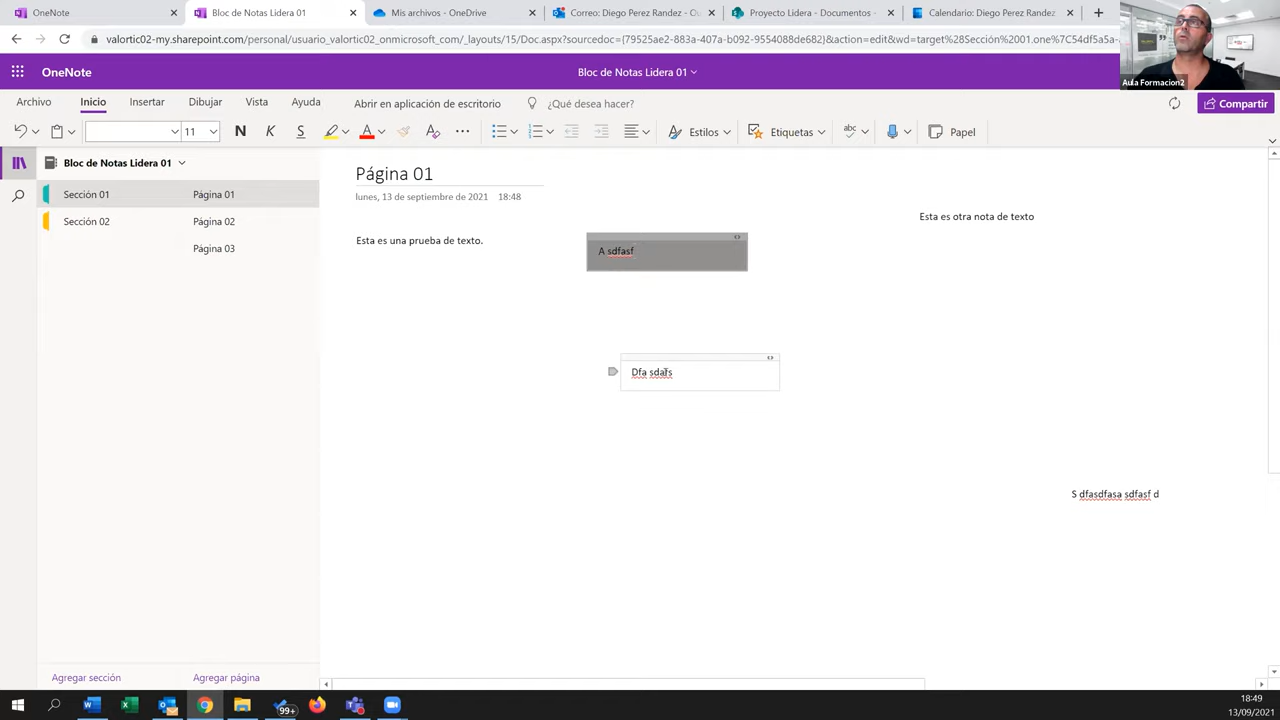 OneNote
Bloc de Notas Lidera 01
Mis archivos - OneDrive
Correo: Diego Perez Randez - Ou
Proyecto Lidera - Documentos -
Calendario: Diego Perez Randez
valortic02-my.sharepoint.com/personal/usuario_valortic02_onmicrosoft_com/_layouts/15/Doc.aspx?sourcedoc={79525ae2-883a-407a-b092-9554088de682}&action=edit&wd=target%28Sección%2001.one%7C54df5a5a-
Aula Formacion2
OneNote
Bloc de Notas Lidera 01
Archivo
Inicio
Insertar
Dibujar
Vista
Ayuda
Abrir en aplicación de escritorio
¿Qué desea hacer?
Compartir
11
N
K
S
Estilos
Etiquetas
Papel
Bloc de Notas Lidera 01
Sección 01
Sección 02
Página 01
Página 02
Página 03
Página 01
lunes, 13 de septiembre de 2021 18:48
Esta es otra nota de texto
Esta es una prueba de texto.
A sdfasf
Dfa sdafs
S dfasdfasa sdfasf d
Agregar sección
Agregar página
99+
18:49
13/09/2021